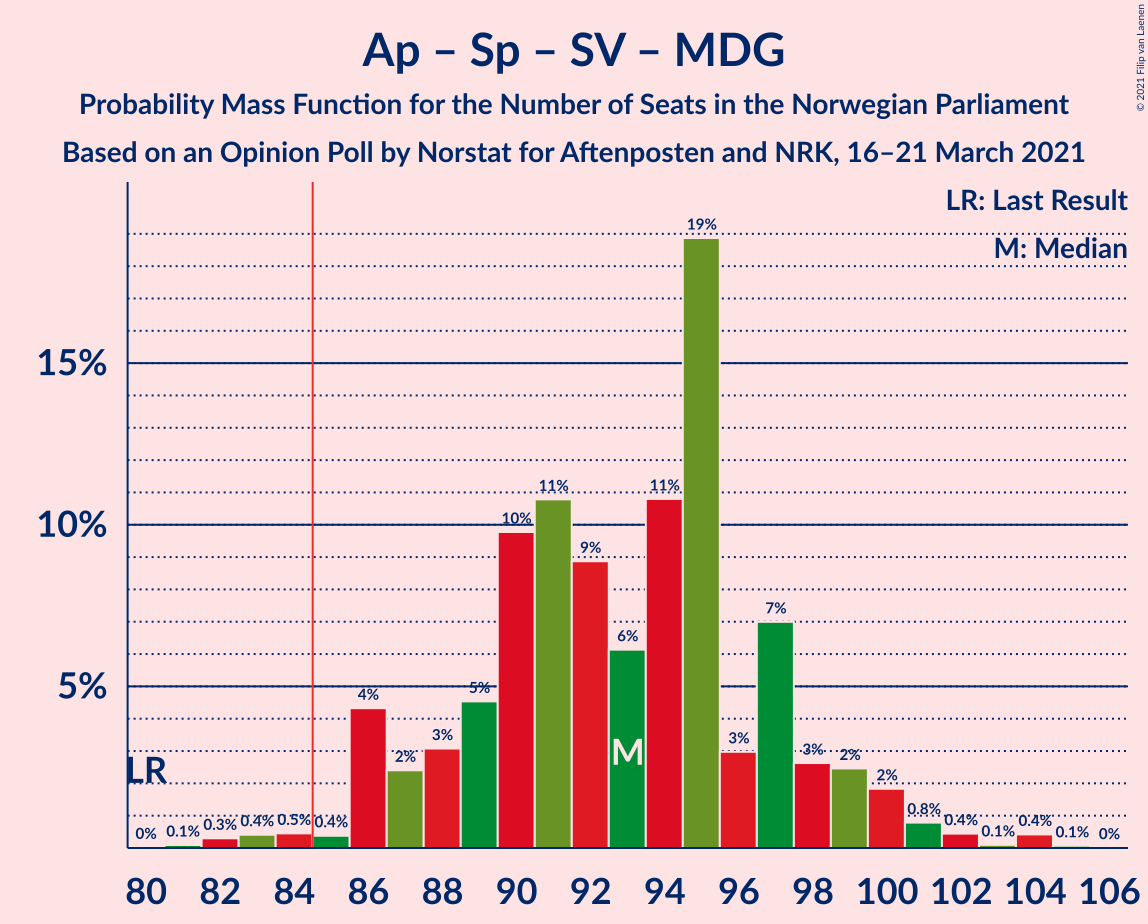 Ap – Sp – SV – MDG
Probability Mass Function for the Number of Seats in the Norwegian Parliament
Based on an Opinion Poll by Norstat for Aftenposten and NRK, 16–21 March 2021
© 2021 Filip van Laenen
LR: Last Result
M: Median
15%
10%
5%
LR
M
0% 0.1% 0.3% 0.4% 0.5% 0.4% 4% 2% 3% 5% 10% 11% 9% 6% 11% 19% 3% 7% 3% 2% 2% 0.8% 0.4% 0.1% 0.4% 0.1% 0%
80 82 84 86 88 90 92 94 96 98 100 102 104 106